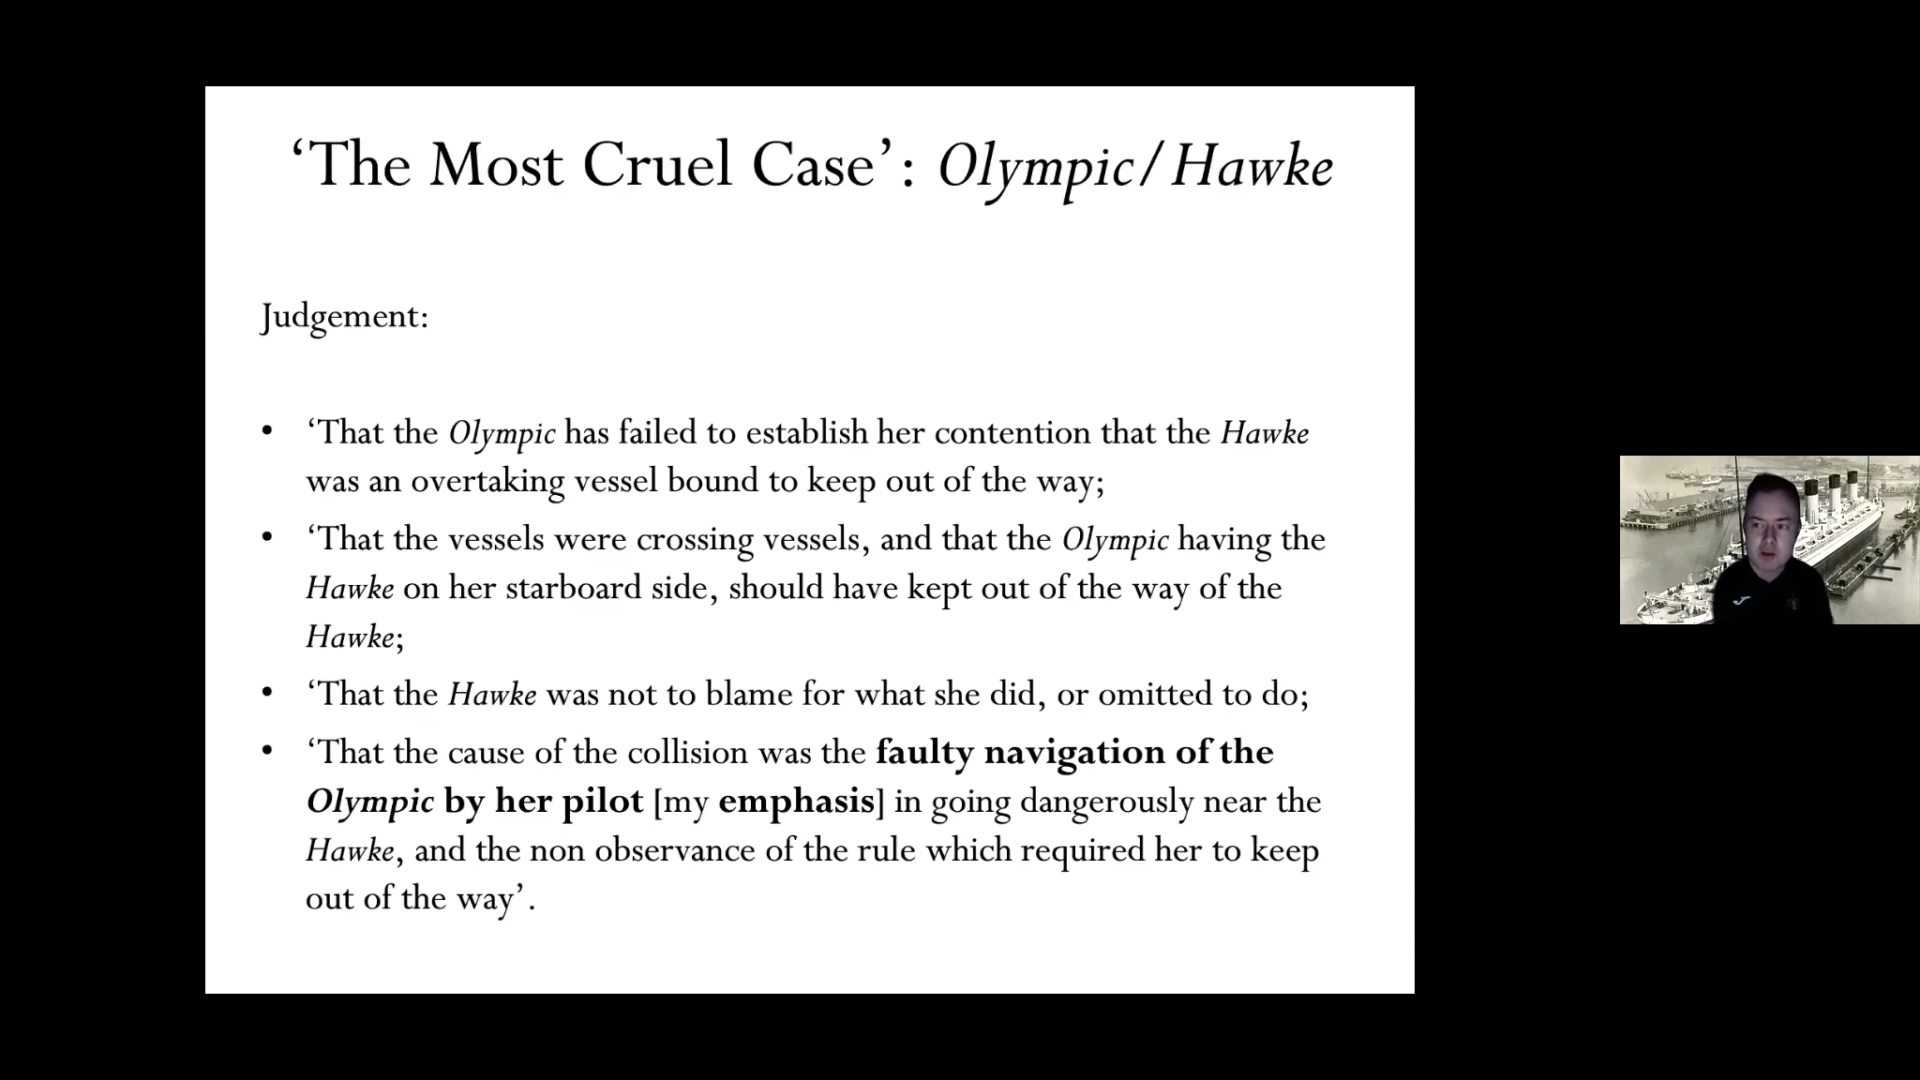 ‘The Most Cruel Case’: Olympic/Hawke
Judgement:
• ‘That the Olympic has failed to establish her contention that the Hawke
was an overtaking vessel bound to keep out of the way;
• ‘That the vessels were crossing vessels, and that the Olympic having the
Hawke on her starboard side, should have kept out of the way of the
Hawke;
• ‘That the Hawke was not to blame for what she did, or omitted to do;
• ‘That the cause of the collision was the faulty navigation of the
Olympic by her pilot [my emphasis] in going dangerously near the
Hawke, and the non observance of the rule which required her to keep
out of the way’.